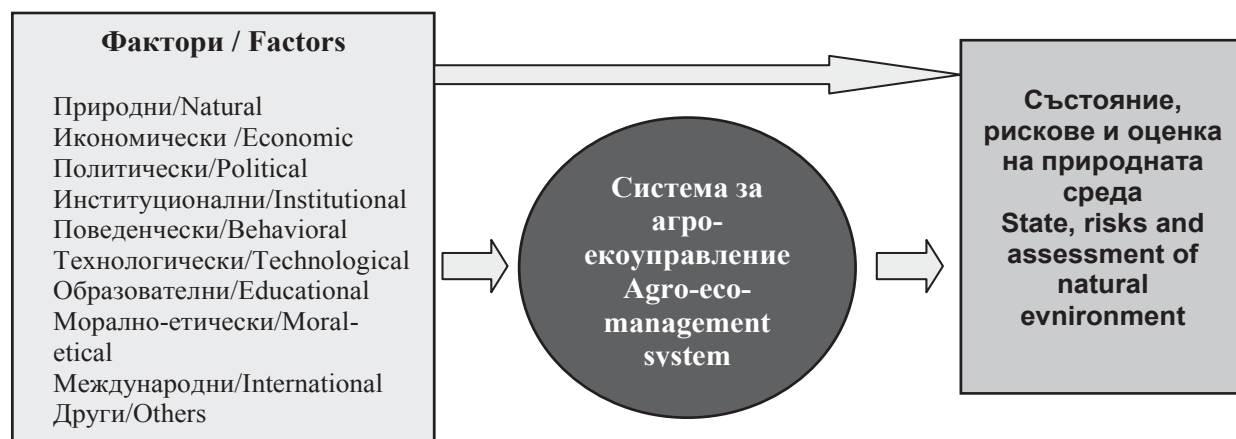 Фактори / Factors
Природни/Natural
Икономически /Economic
Политически/Political
Институционални/Institutional
Поведенчески/Behavioral
Технологически/Technological
Образователни/Educational
Морално-етически/Moral-
etical
Международни/International
Други/Others
Система за
агро-
екоуправление
Agro-eco-
management
system
Състояние,
рискове и оценка
на природната
среда
State, risks and
assessment of
natural
evnironment